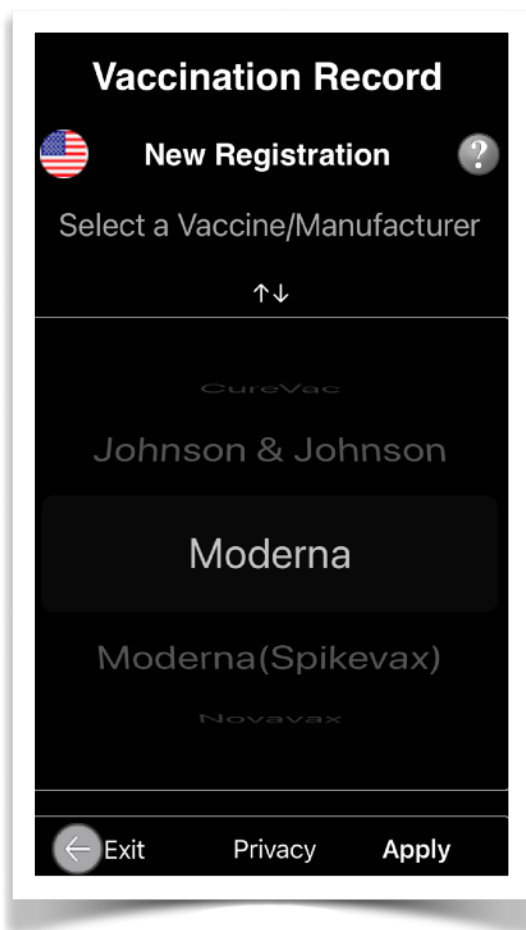 Vaccination Record
New Registration ?
Select a Vaccine/Manufacturer
↑↓
CureVac
Johnson & Johnson
Moderna
Moderna(Spikevax)
Novavax
← Exit Privacy Apply